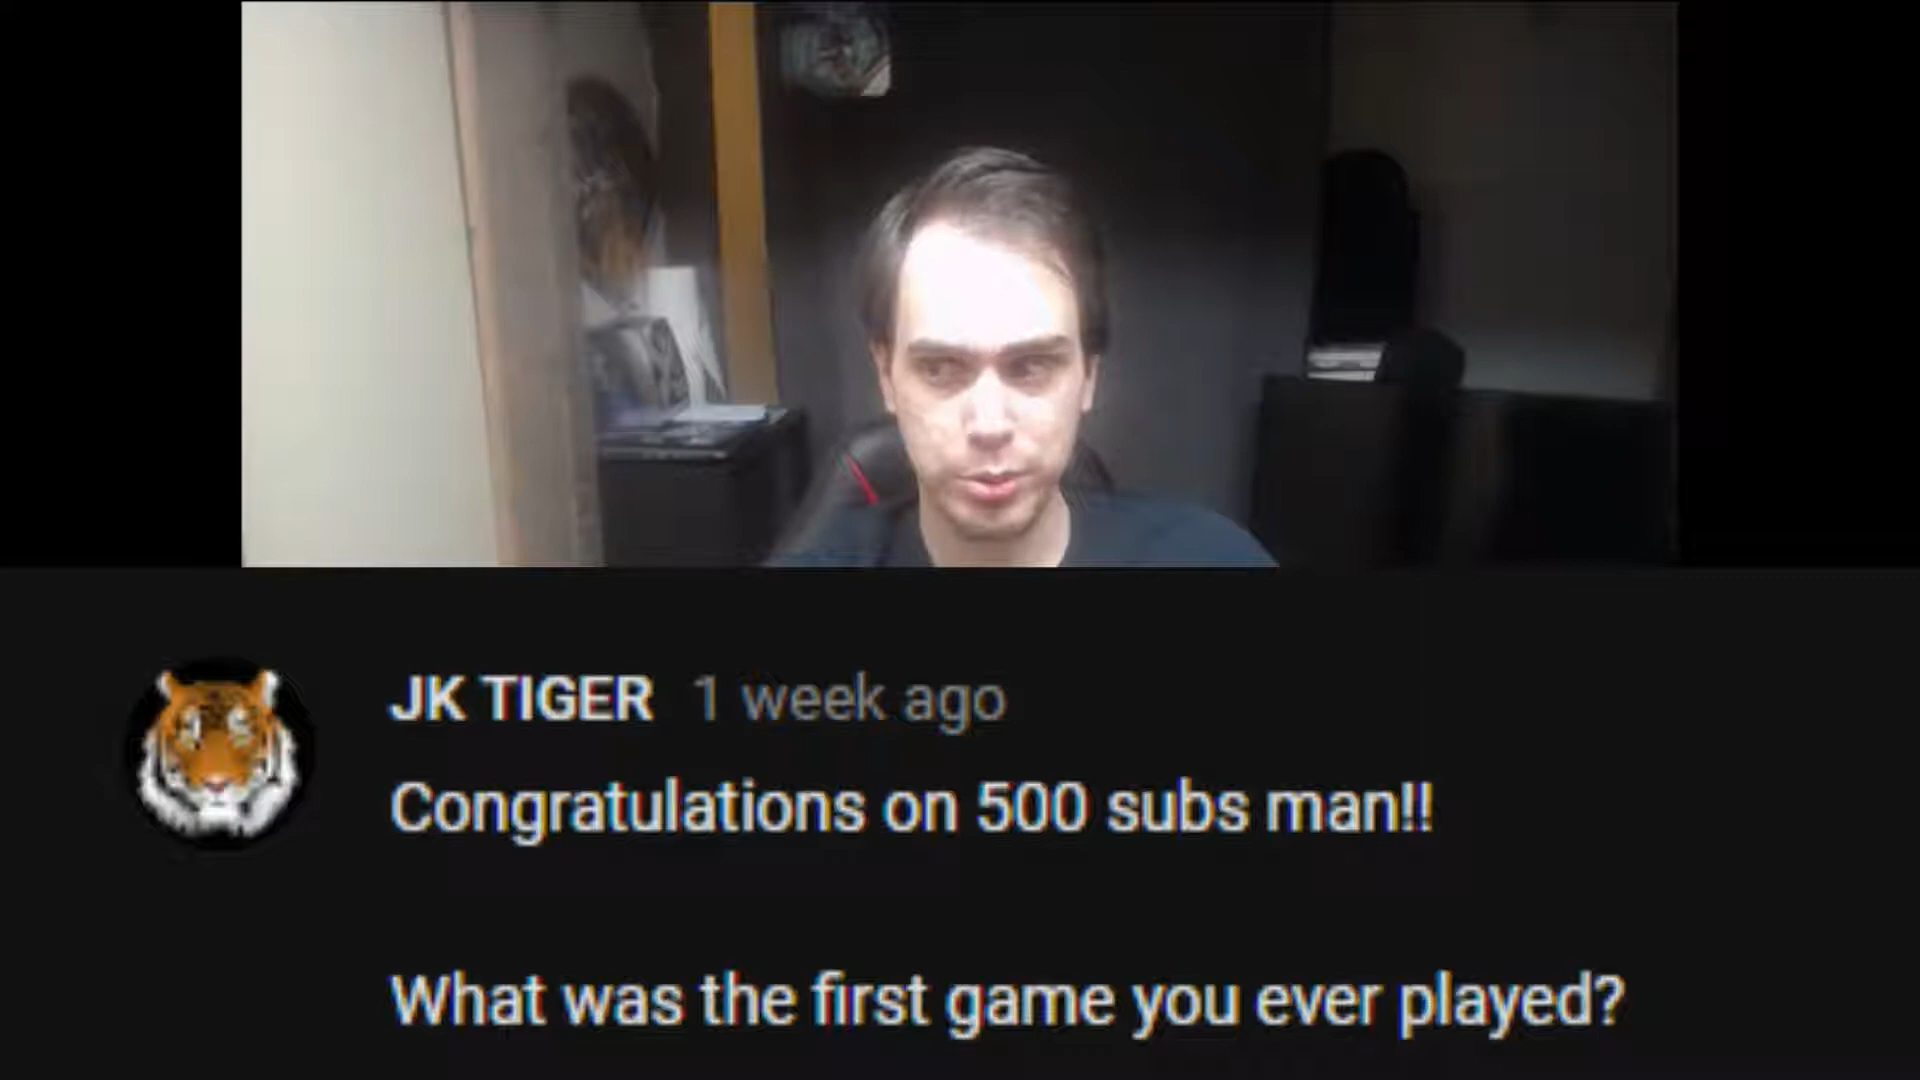 JK TIGER 1 week ago
Congratulations on 500 subs man!!
What was the first game you ever played?